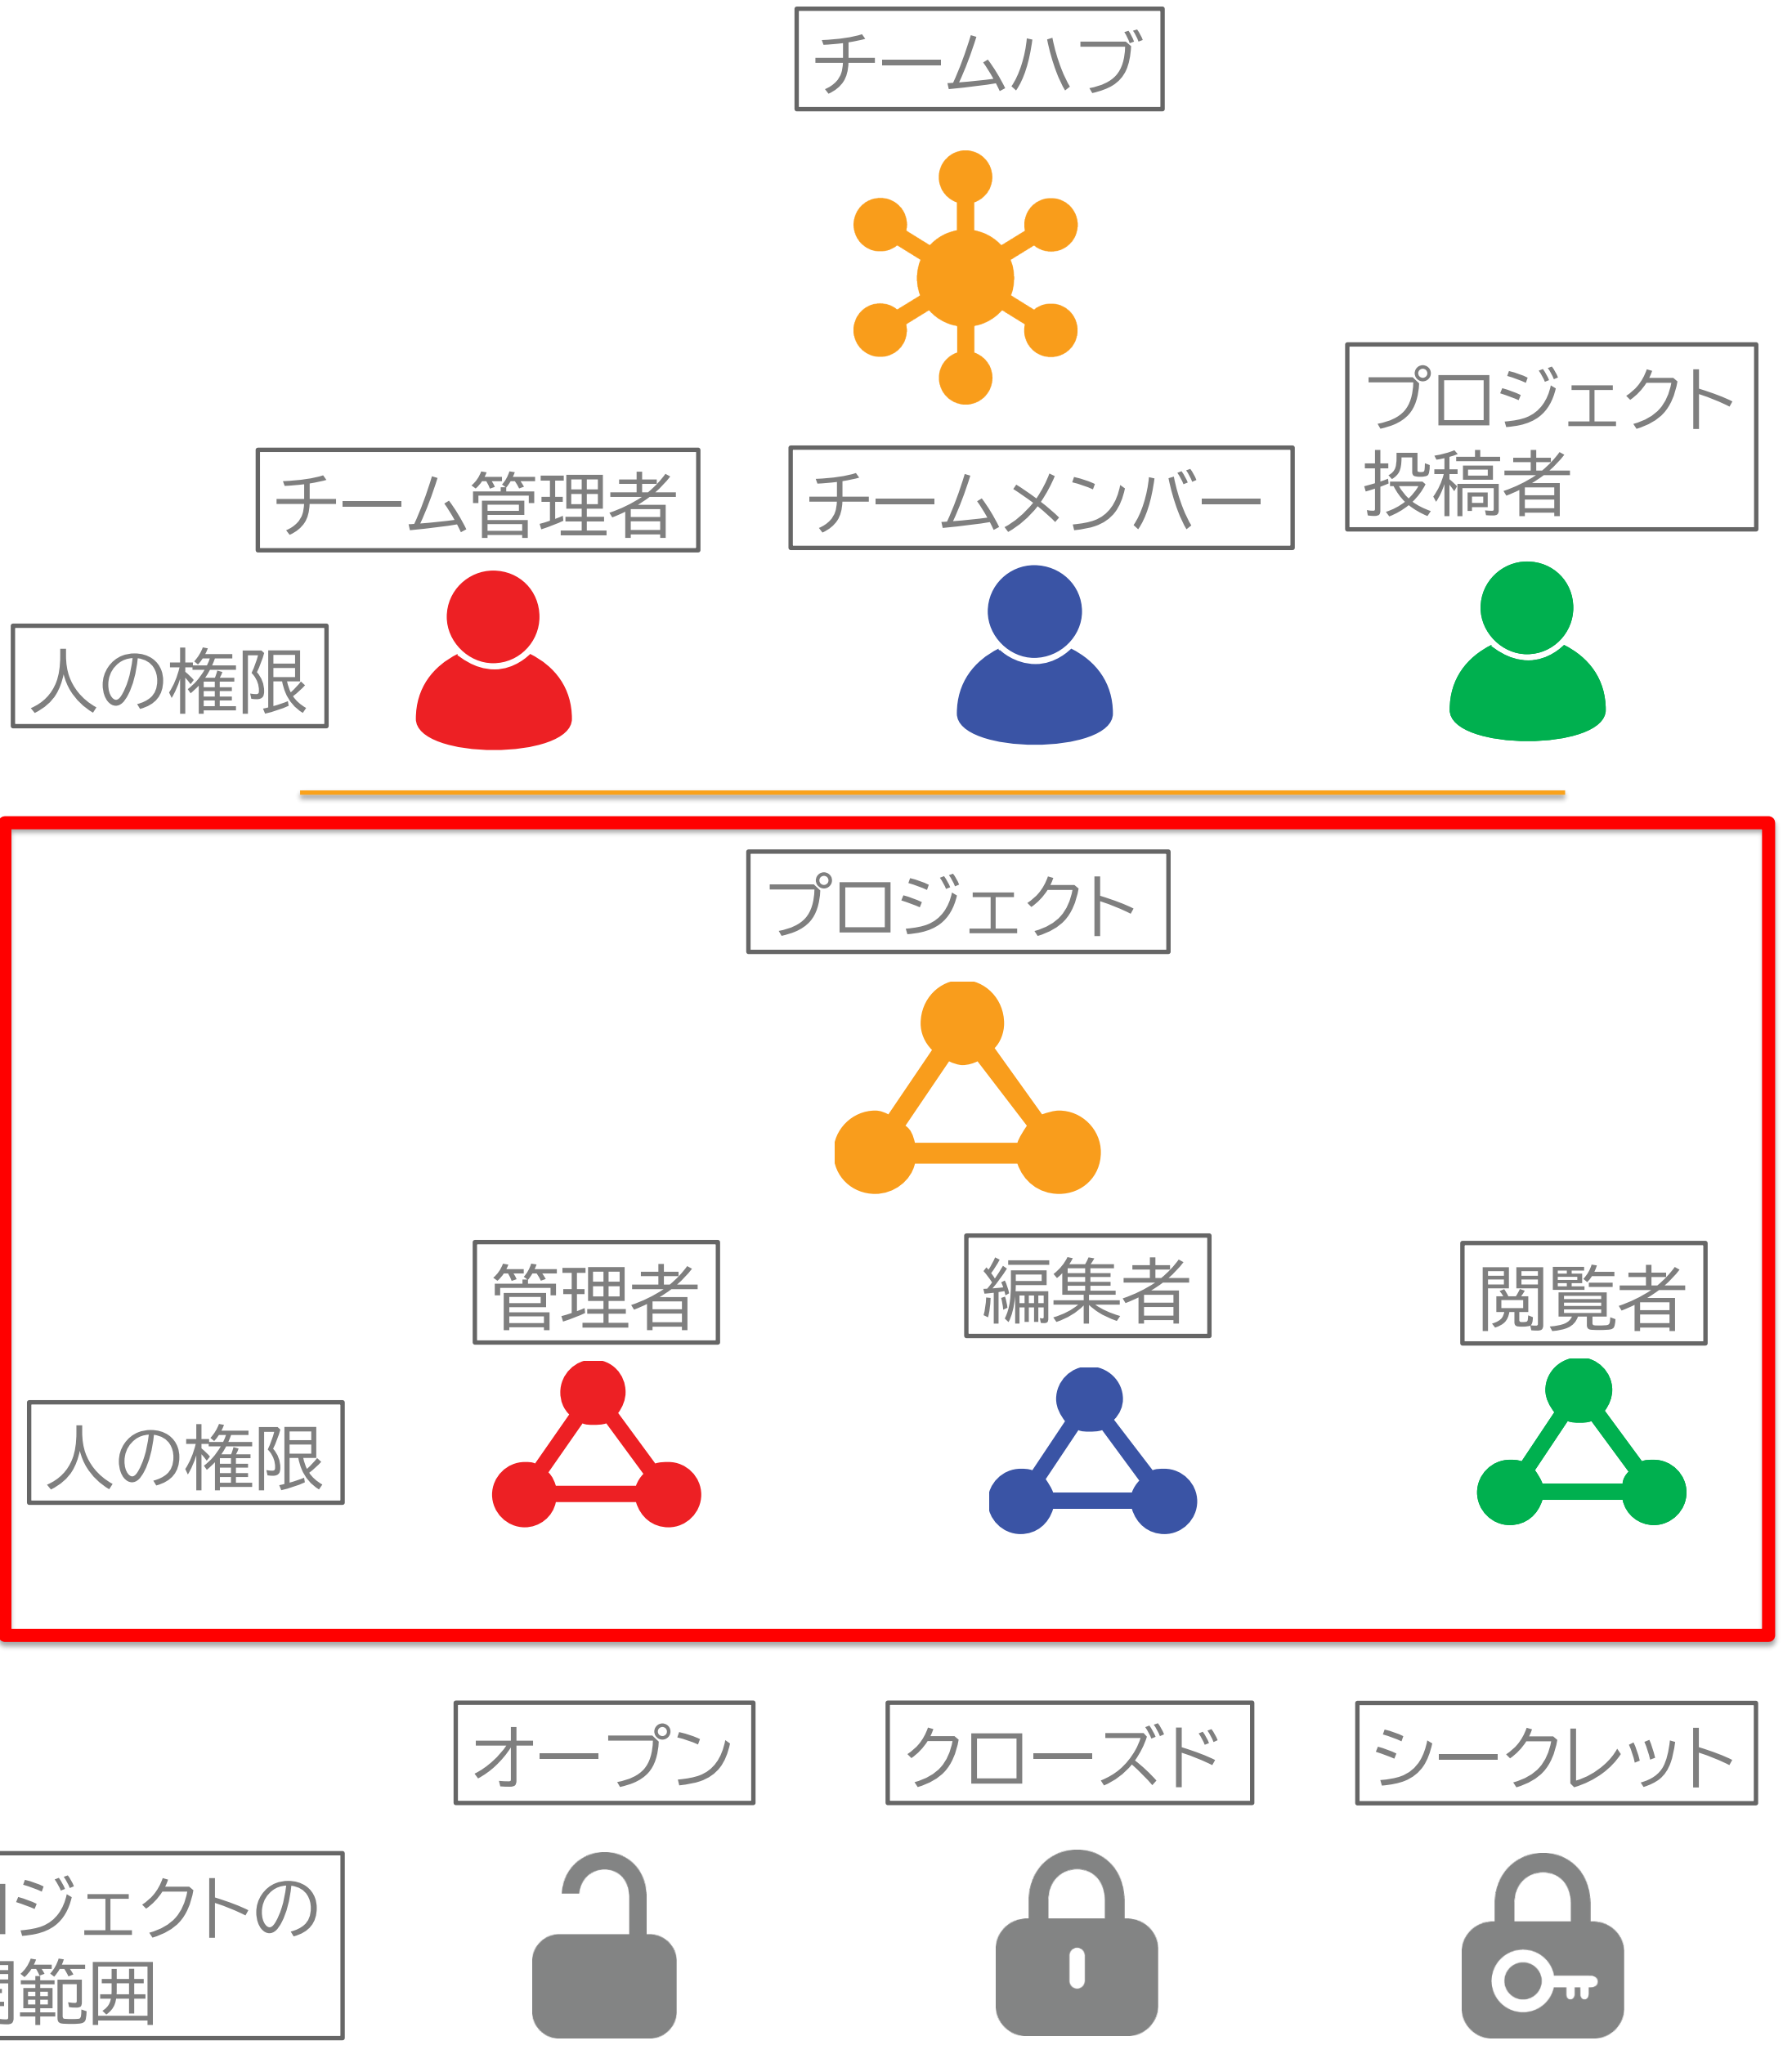 チームハブ
チーム管理者
チームメンバー
プロジェクト
招致者
人の権限
プロジェクト
管理者
編集者
閲覧者
人の権限
オープン
クローズド
シークレット
ジェクトの
範囲